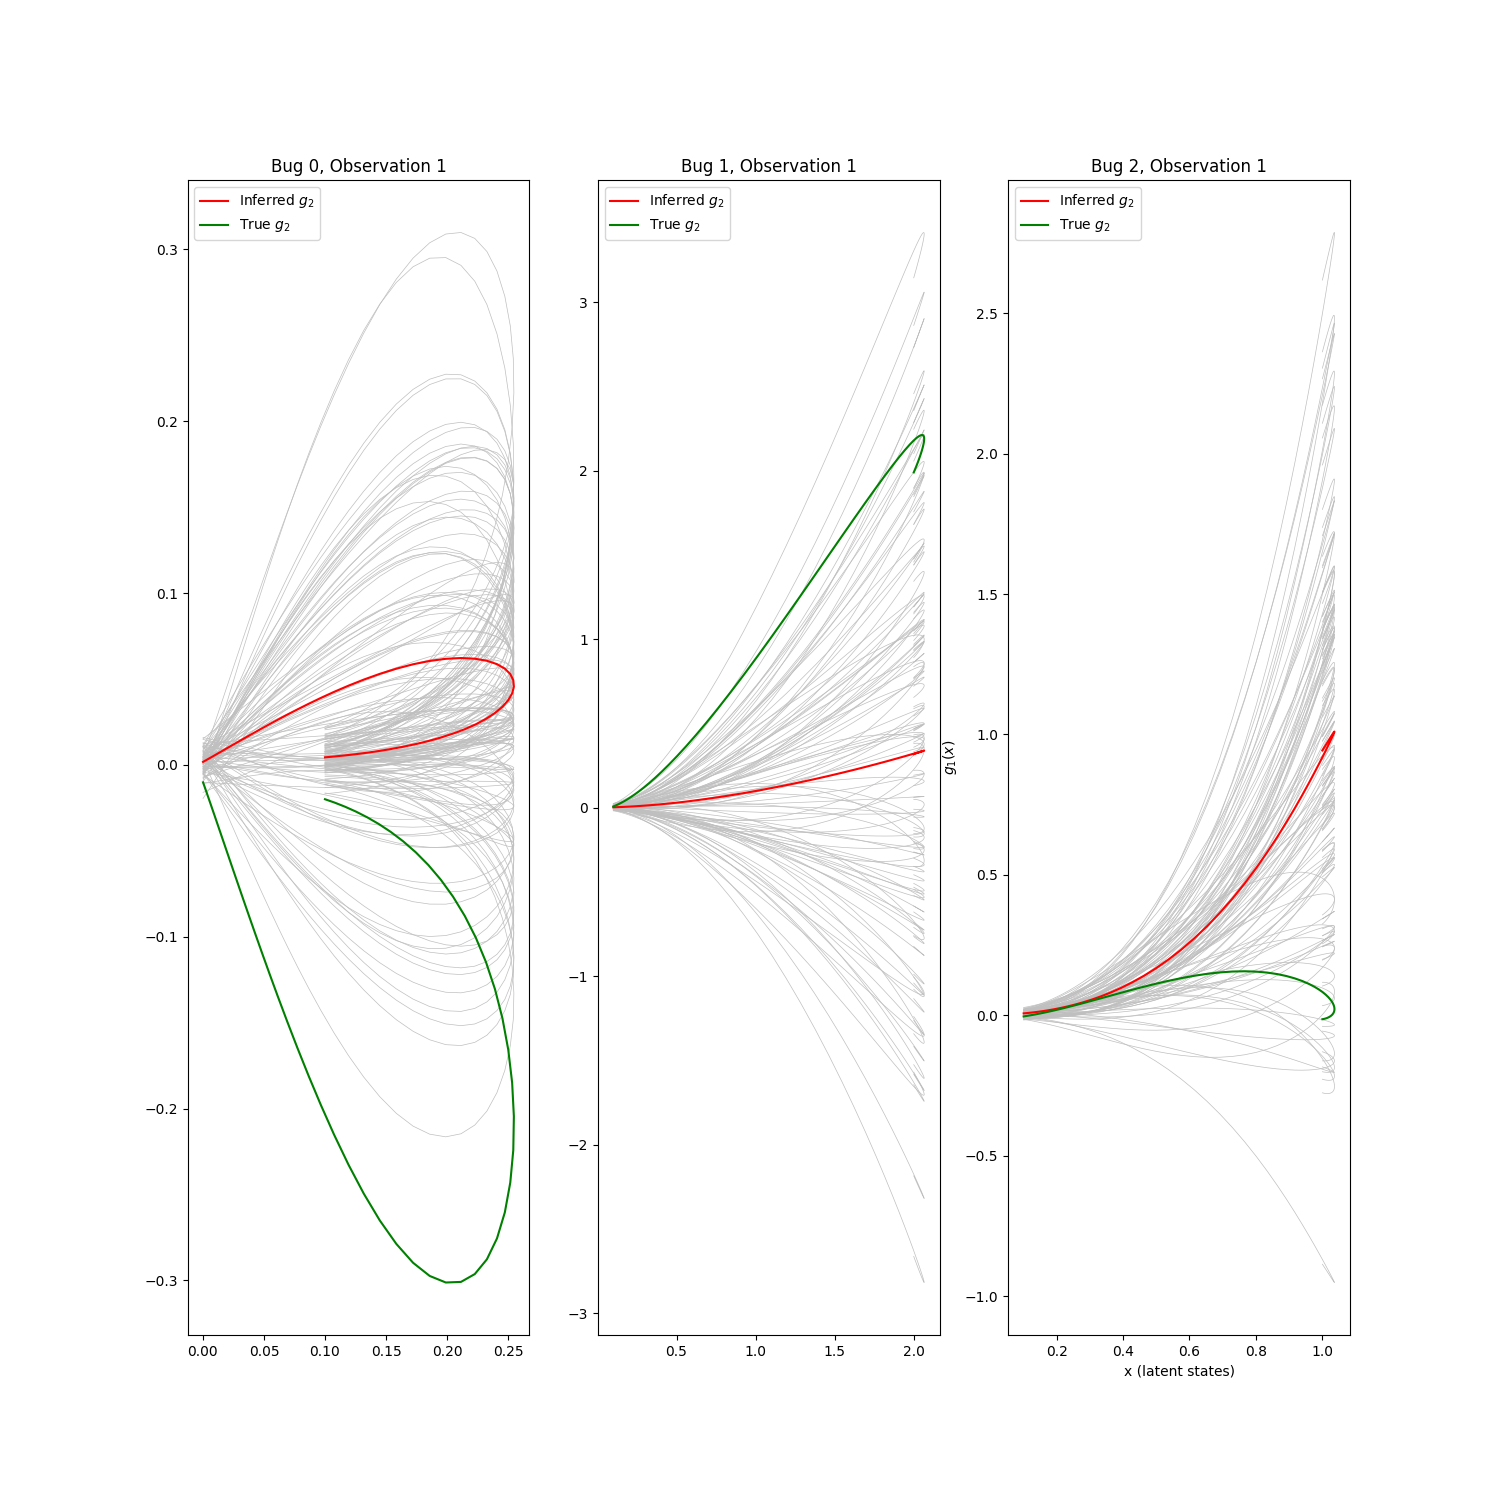 Bug 0, Observation 1
Inferred g₂
True g₂
0.3
0.2
0.1
0.0
−0.1
−0.2
−0.3
0.00 0.05 0.10 0.15 0.20 0.25
Bug 1, Observation 1
Inferred g₂
True g₂
3
2
1
0
−1
−2
−3
0.5 1.0 1.5 2.0
Bug 2, Observation 1
Inferred g₂
True g₂
g₁(x)
2.5
2.0
1.5
1.0
0.5
0.0
−0.5
−1.0
0.2 0.4 0.6 0.8 1.0
x (latent states)